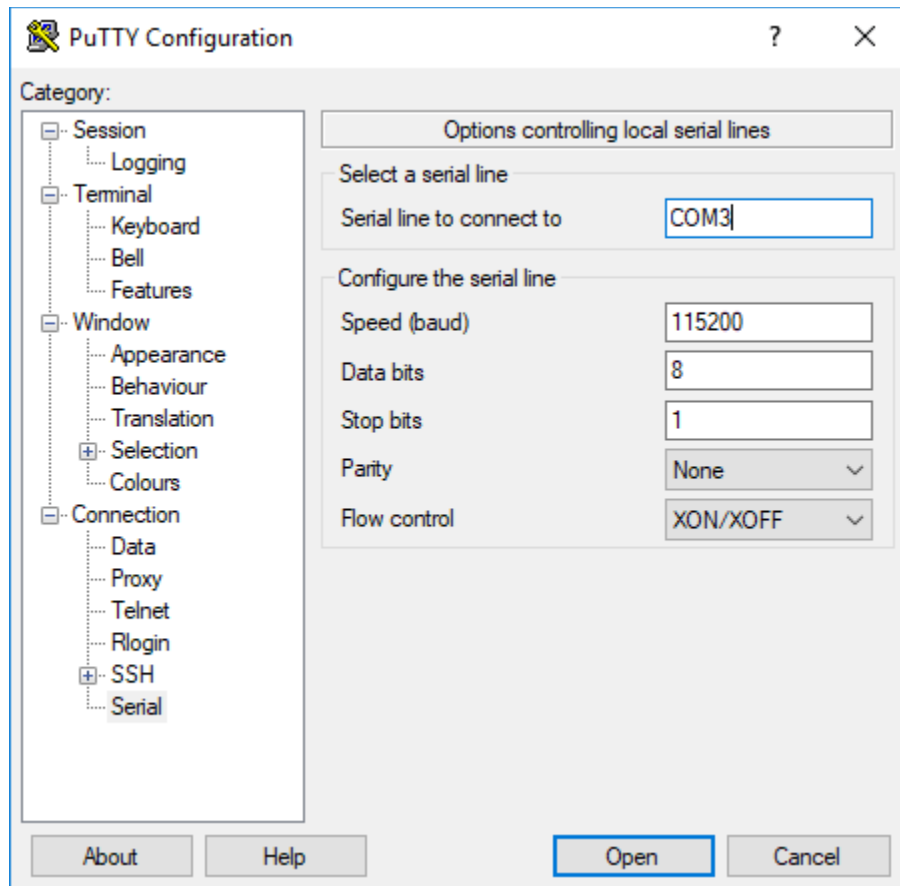 PuTTY Configuration
?
Category:
Session
Logging
Terminal
Keyboard
Bell
Features
Window
Appearance
Behaviour
Translation
Selection
Colours
Connection
Data
Proxy
Telnet
Rlogin
SSH
Serial
Options controlling local serial lines
Select a serial line
Serial line to connect to COM3
Configure the serial line
Speed (baud) 115200
Data bits 8
Stop bits 1
Parity None
Flow control XON/XOFF
About Help Open Cancel